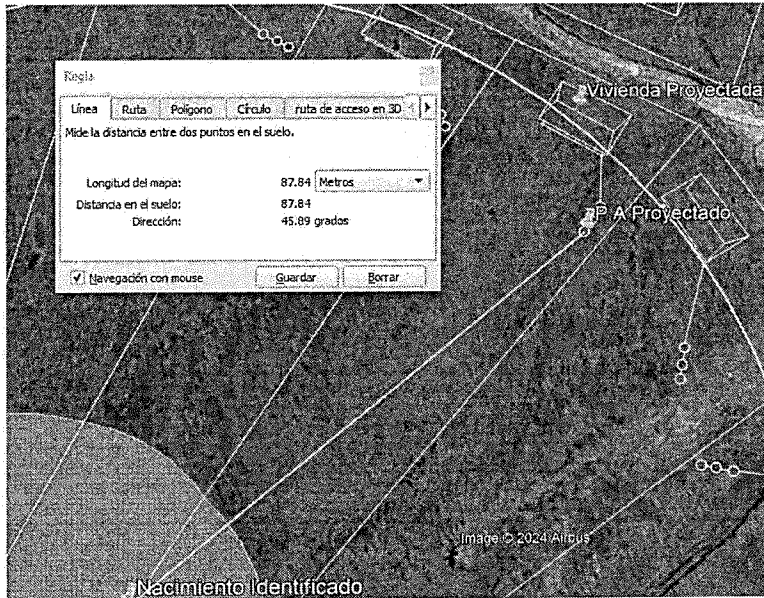 Regla
Línea Ruta Polígono Círculo ruta de acceso en 3D
Mide la distancia entre dos puntos en el suelo.
Longitud del mapa: 87.84 Metros
Distancia en el suelo: 87.84
Dirección: 45.89 grados
Navegación con mouse Guardar Borrar
Vivienda Proyectada
P A Proyectado
Image © 2024 Airbus
Nacimiento Identificado